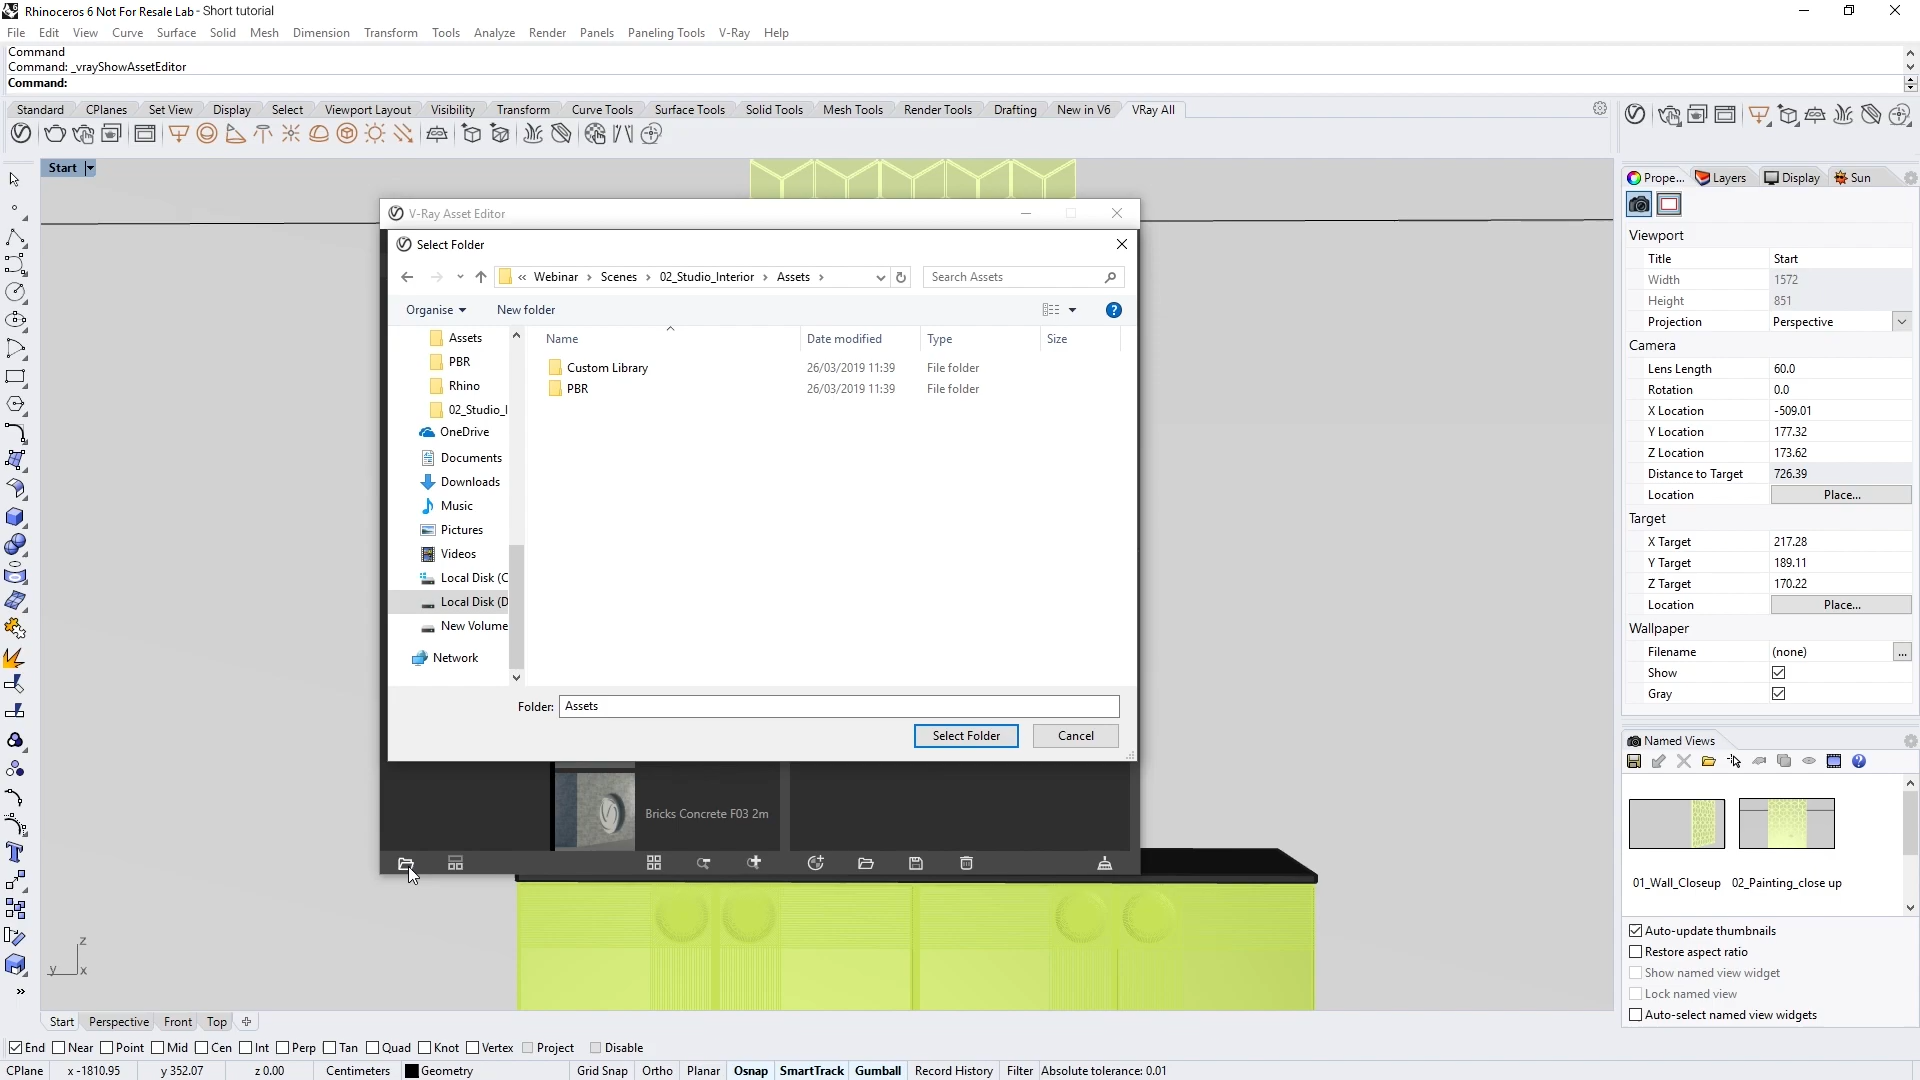 Rhinoceros 6 Not For Resale Lab - Short tutorial
File Edit View Curve Surface Solid Mesh Dimension Transform Tools Analyze Render Panels Paneling Tools V-Ray Help
Command
Command: _vrayShowAssetEditor
Command:
Standard CPlanes Set View Display Select Viewport Layout Visibility Transform Curve Tools Surface Tools Solid Tools Mesh Tools Render Tools Drafting New in V6 VRay All
Start
Prope... Layers Display Sun
V-Ray Asset Editor
Select Folder
« Webinar › Scenes › 02_Studio_Interior › Assets ›
Search Assets
Organise New folder
Assets
PBR
Rhino
02_Studio_I
OneDrive
Documents
Downloads
Music
Pictures
Videos
Local Disk (C
Local Disk (D
New Volume
Network
Name Date modified Type Size
Custom Library 26/03/2019 11:39 File folder
PBR 26/03/2019 11:39 File folder
Folder: Assets
Select Folder Cancel
Bricks Concrete F03 2m
Viewport
Title Start
Width 1572
Height 851
Projection Perspective
Camera
Lens Length 60.0
Rotation 0.0
X Location -509.01
Y Location 177.32
Z Location 173.62
Distance to Target 726.39
Location Place...
Target
X Target 217.28
Y Target 189.11
Z Target 170.22
Location Place...
Wallpaper
Filename (none) ...
Show
Gray
Named Views
01_Wall_Closeup 02_Painting_close up
Auto-update thumbnails
Restore aspect ratio
Show named view widget
Lock named view
Auto-select named view widgets
z
y x
Start Perspective Front Top
End Near Point Mid Cen Int Perp Tan Quad Knot Vertex Project Disable
CPlane x -1810.95 y 352.07 z 0.00 Centimeters Geometry Grid Snap Ortho Planar Osnap SmartTrack Gumball Record History Filter Absolute tolerance: 0.01